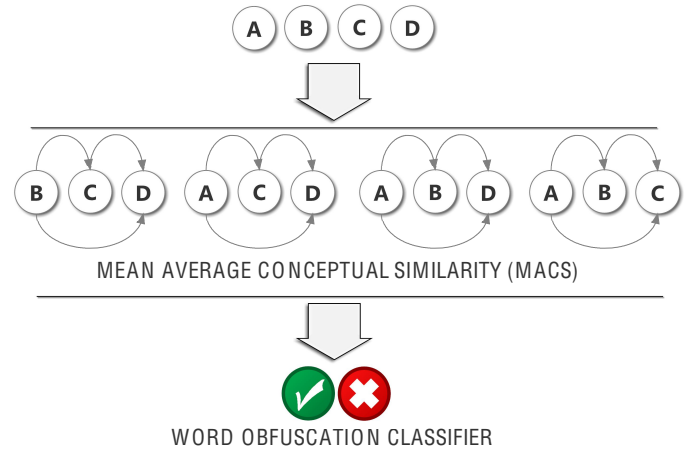 A B C D
B C D A C D A B D A B C
MEAN AVERAGE CONCEPTUAL SIMILARITY (MACS)
WORD OBFUSCATION CLASSIFIER